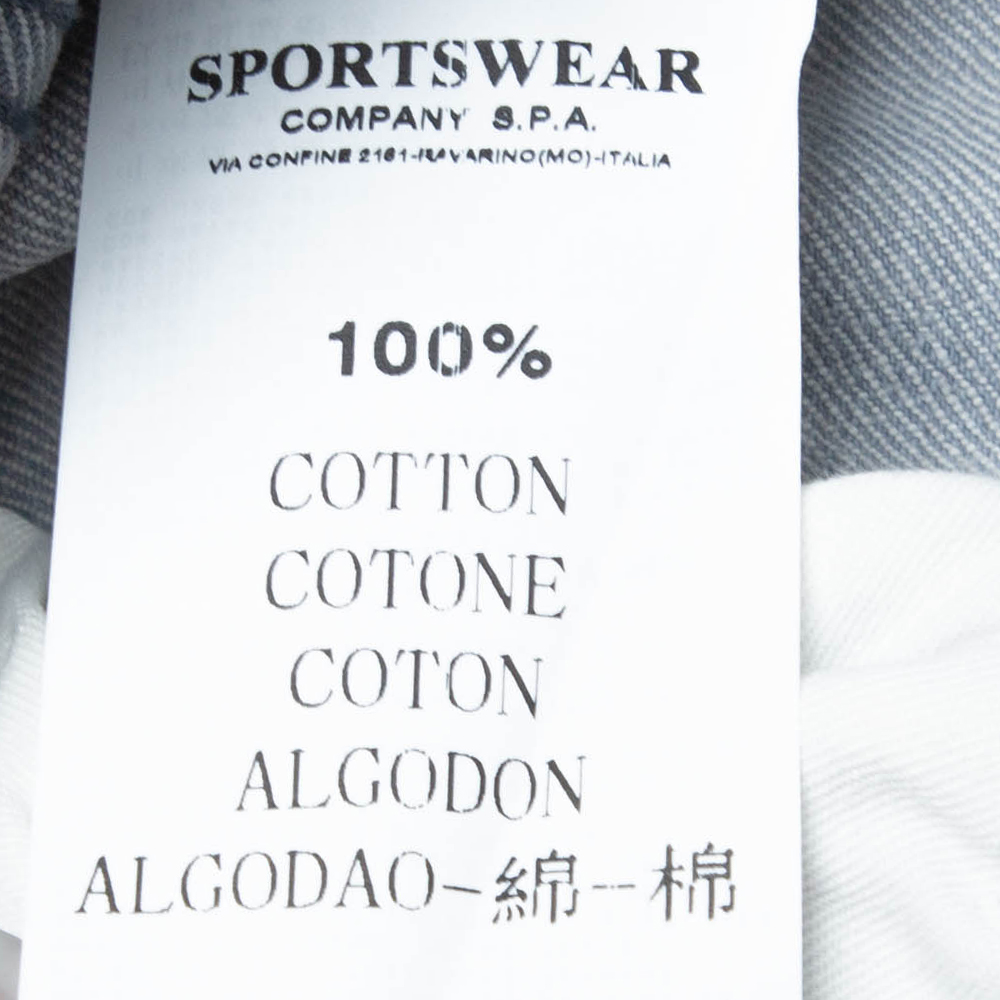 SPORTSWEAR
COMPANY S.P.A.
VIA CONFINE 2161-RAVARINO(MO)-ITALIA
100%
COTTON
COTONE
COTON
ALGODON
ALGODAO-綿--棉